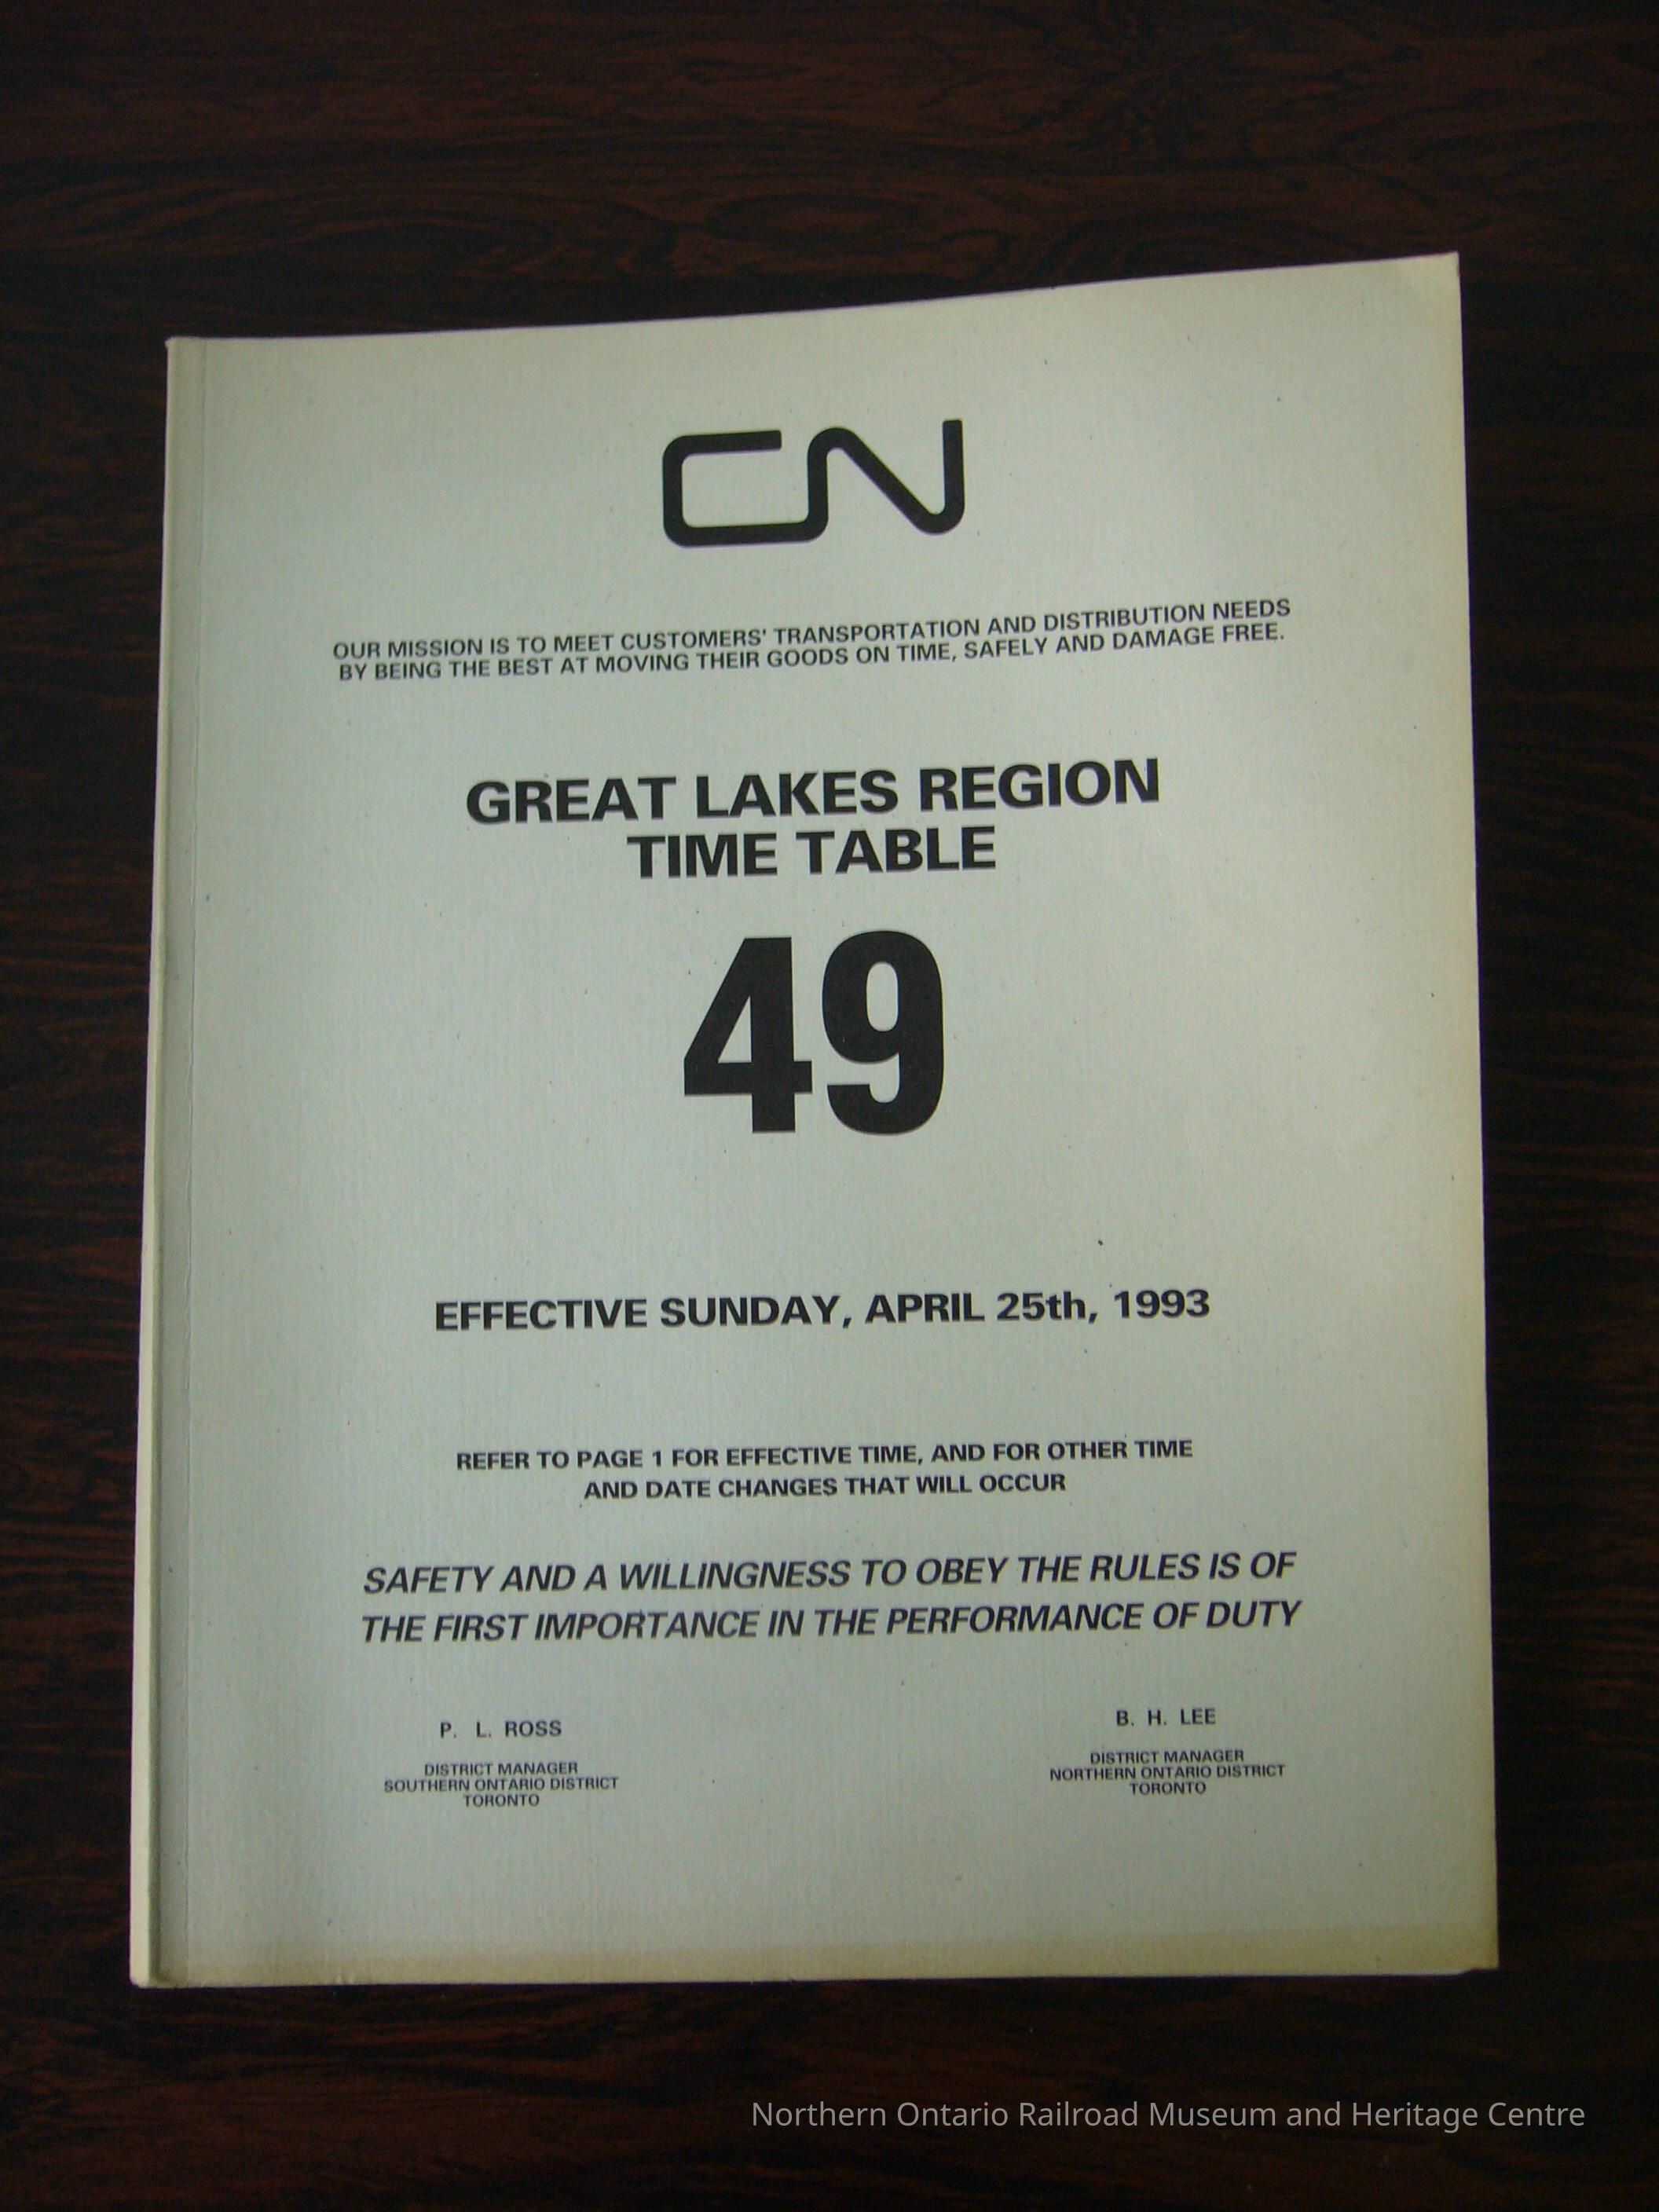 CN
OUR MISSION IS TO MEET CUSTOMERS' TRANSPORTATION AND DISTRIBUTION NEEDS
BY BEING THE BEST AT MOVING THEIR GOODS ON TIME, SAFELY AND DAMAGE FREE.
GREAT LAKES REGION
TIME TABLE
49
EFFECTIVE SUNDAY, APRIL 25th, 1993
REFER TO PAGE 1 FOR EFFECTIVE TIME, AND FOR OTHER TIME
AND DATE CHANGES THAT WILL OCCUR
SAFETY AND A WILLINGNESS TO OBEY THE RULES IS OF
THE FIRST IMPORTANCE IN THE PERFORMANCE OF DUTY
P. L. ROSS
DISTRICT MANAGER
SOUTHERN ONTARIO DISTRICT
TORONTO
B. H. LEE
DISTRICT MANAGER
NORTHERN ONTARIO DISTRICT
TORONTO
Northern Ontario Railroad Museum and Heritage Centre